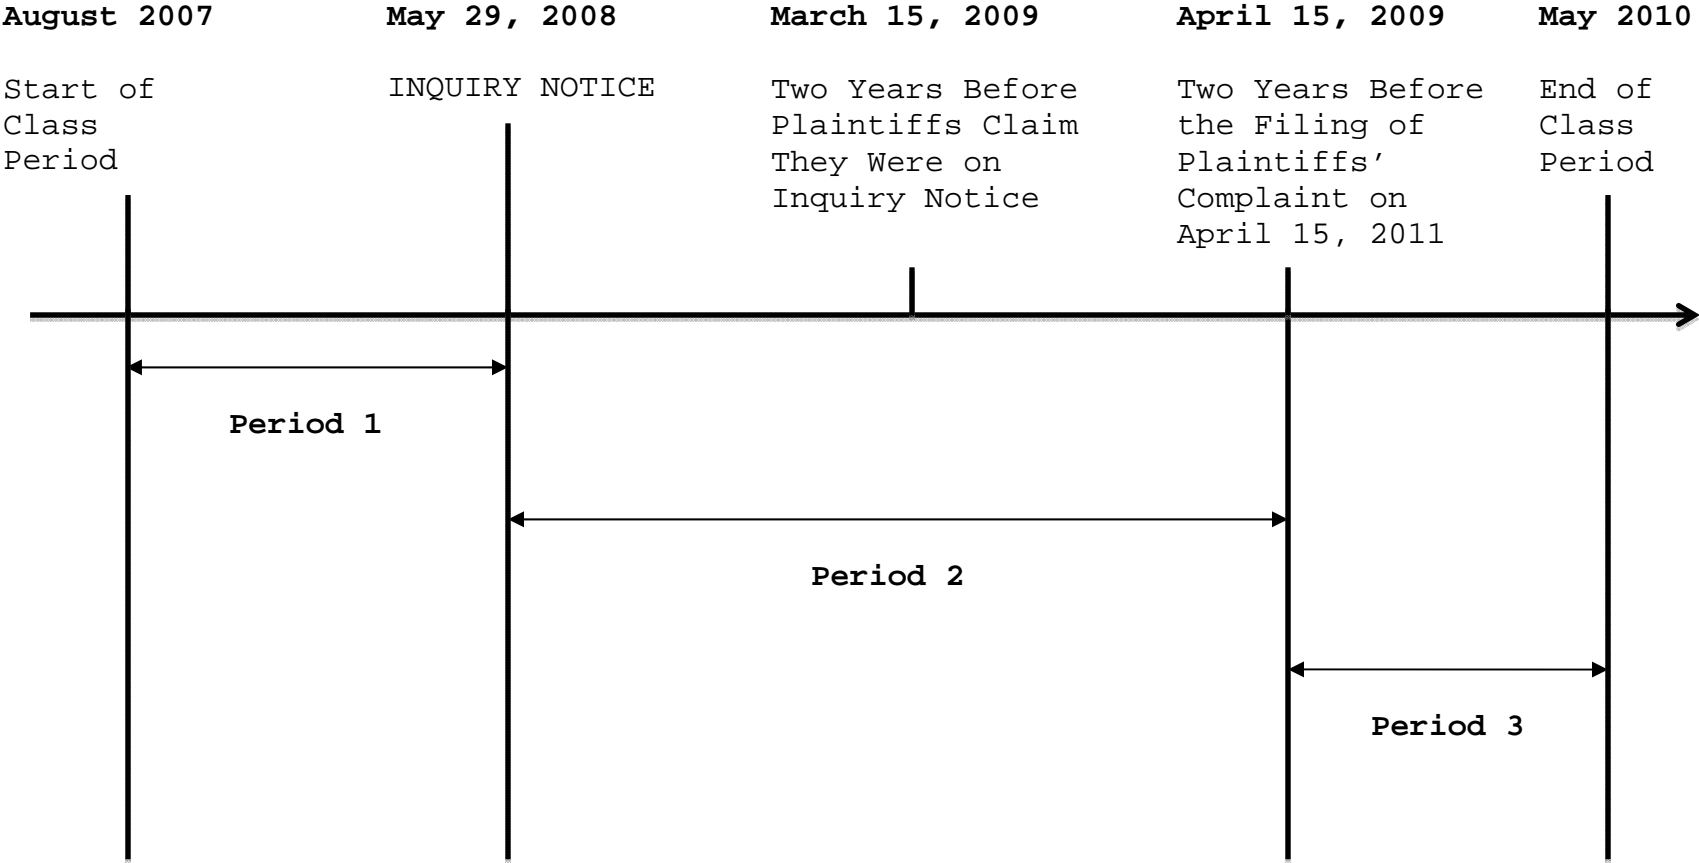 August 2007
May 29, 2008
March 15, 2009
April 15, 2009
May 2010
Start of
Class
Period
INQUIRY NOTICE
Two Years Before
Plaintiffs Claim
They Were on
Inquiry Notice
Two Years Before
the Filing of
Plaintiffs’
Complaint on
April 15, 2011
End of
Class
Period
Period 1
Period 2
Period 3